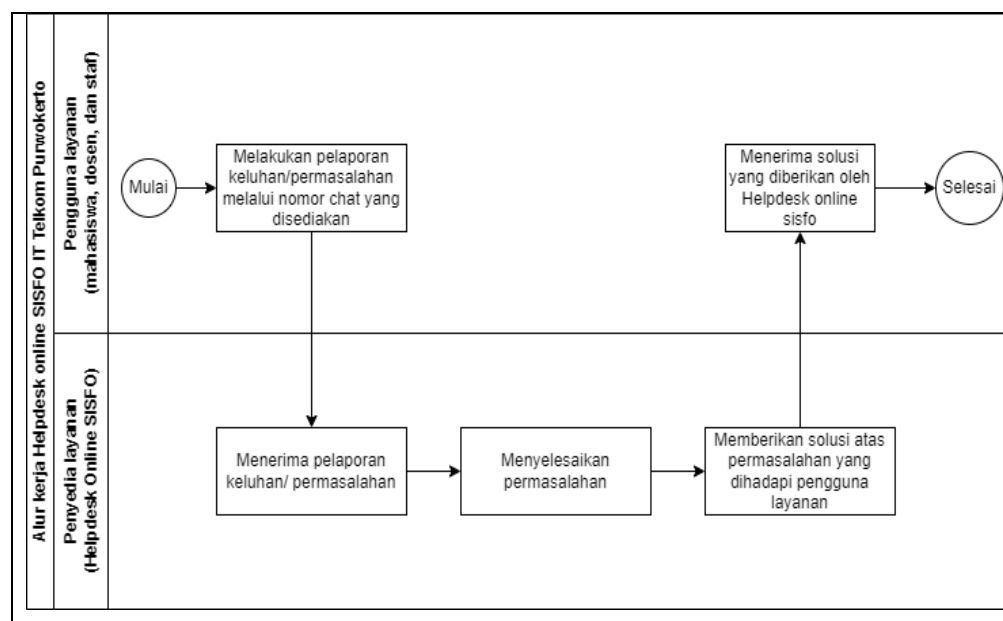 Alur kerja Helpdesk online SISFO IT Telkom Purwokerto
Pengguna layanan
(mahasiswa, dosen, dan staf)
Mulai
Melakukan pelaporan
keluhan/permasalahan
melalui nomor chat yang
disediakan
Menerima solusi
yang diberikan oleh
Helpdesk online
sisfo
Selesai
Penyedia layanan
(Helpdesk Online SISFO)
Menerima pelaporan
keluhan/ permasalahan
Menyelesaikan
permasalahan
Memberikan solusi atas
permasalahan yang
dihadapi pengguna
layanan